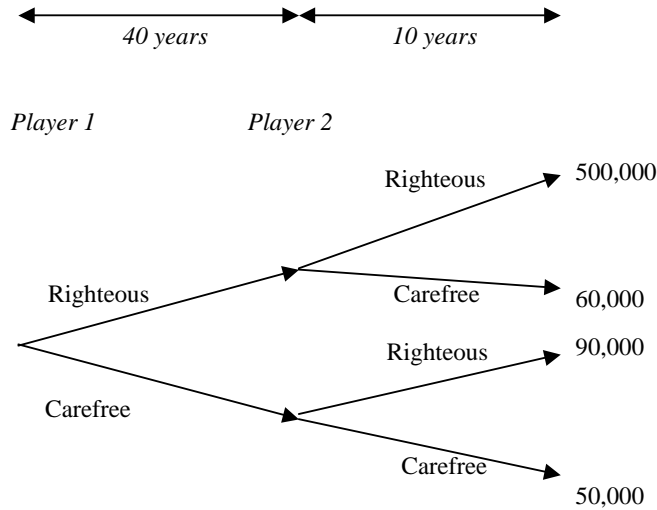 40 years 10 years
Player 1 Player 2
Righteous 500,000
Righteous
Carefree 60,000
Righteous 90,000
Carefree
Carefree 50,000